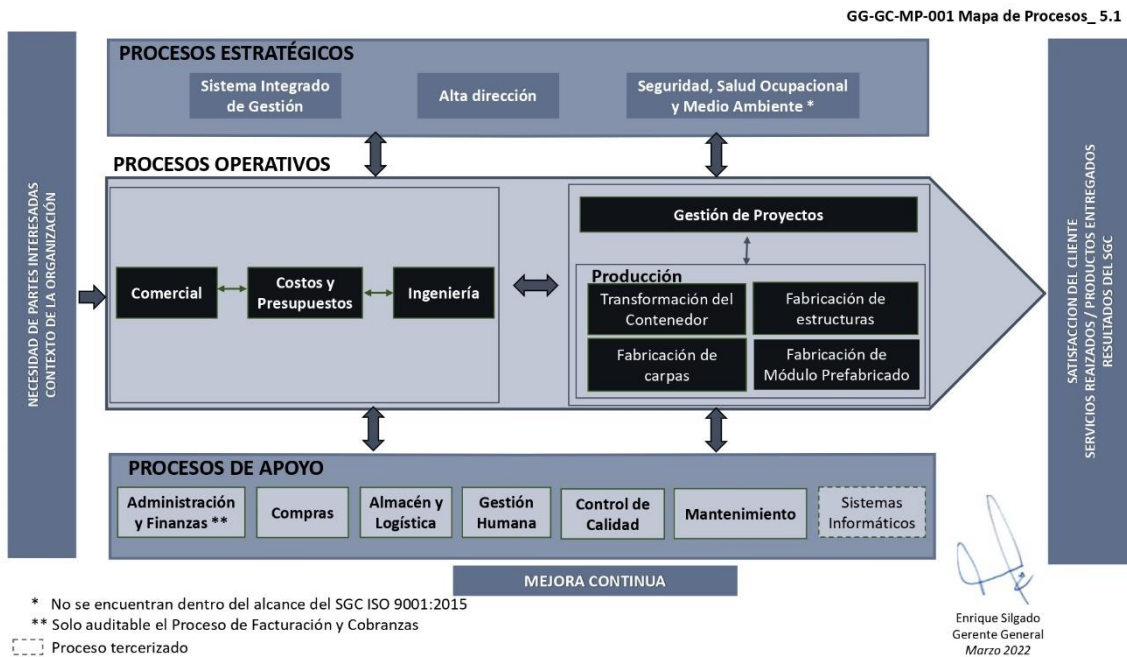 GG-GC-MP-001 Mapa de Procesos_ 5.1
NECESIDAD DE PARTES INTERESADAS
CONTEXTO DE LA ORGANIZACIÓN
PROCESOS ESTRATÉGICOS
Sistema Integrado
de Gestión
Alta dirección
Seguridad, Salud Ocupacional
y Medio Ambiente *
PROCESOS OPERATIVOS
Comercial
Costos y
Presupuestos
Ingeniería
Gestión de Proyectos
Producción
Transformación del
Contenedor
Fabricación de
estructuras
Fabricación de
carpas
Fabricación de
Módulo Prefabricado
PROCESOS DE APOYO
Administración
y Finanzas **
Compras
Almacén y
Logística
Gestión
Humana
Control de
Calidad
Mantenimiento
Sistemas
Informáticos
MEJORA CONTINUA
SATISFACCION DEL CLIENTE
SERVICIOS REAIZADOS / PRODUCTOS ENTREGADOS
RESULTADOS DEL SGC
* No se encuentran dentro del alcance del SGC ISO 9001:2015
** Solo auditable el Proceso de Facturación y Cobranzas
Proceso tercerizado
Enrique Silgado
Gerente General
Marzo 2022